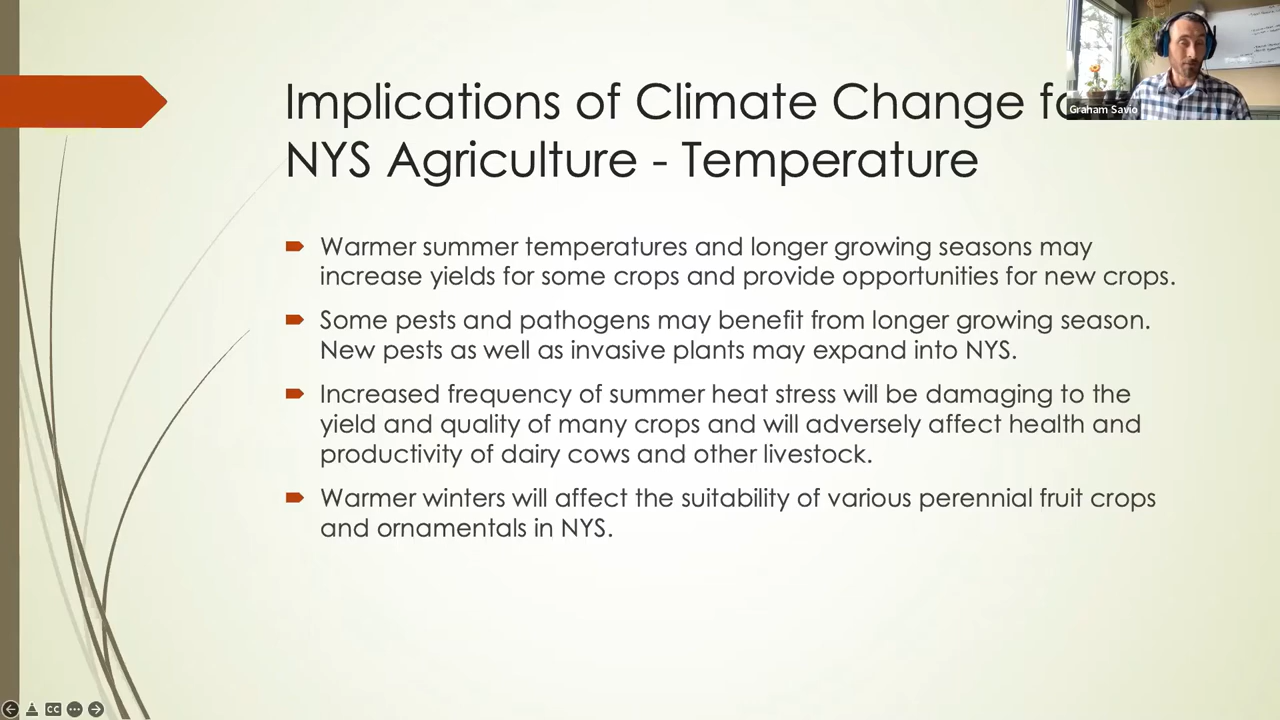 Implications of Climate Change fo
NYS Agriculture - Temperature
Graham Savio
Warmer summer temperatures and longer growing seasons may
increase yields for some crops and provide opportunities for new crops.
Some pests and pathogens may benefit from longer growing season.
New pests as well as invasive plants may expand into NYS.
Increased frequency of summer heat stress will be damaging to the
yield and quality of many crops and will adversely affect health and
productivity of dairy cows and other livestock.
Warmer winters will affect the suitability of various perennial fruit crops
and ornamentals in NYS.
CC